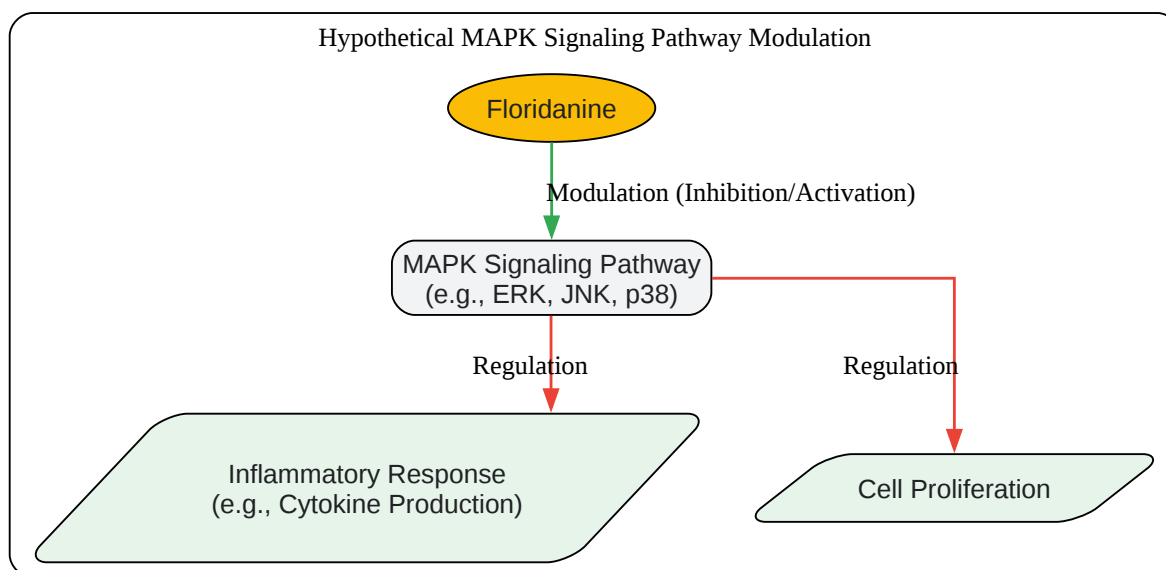 Hypothetical MAPK Signaling Pathway Modulation
Floridanine
Modulation (Inhibition/Activation)
MAPK Signaling Pathway
(e.g., ERK, JNK, p38)
Regulation
Regulation
Inflammatory Response
(e.g., Cytokine Production)
Cell Proliferation